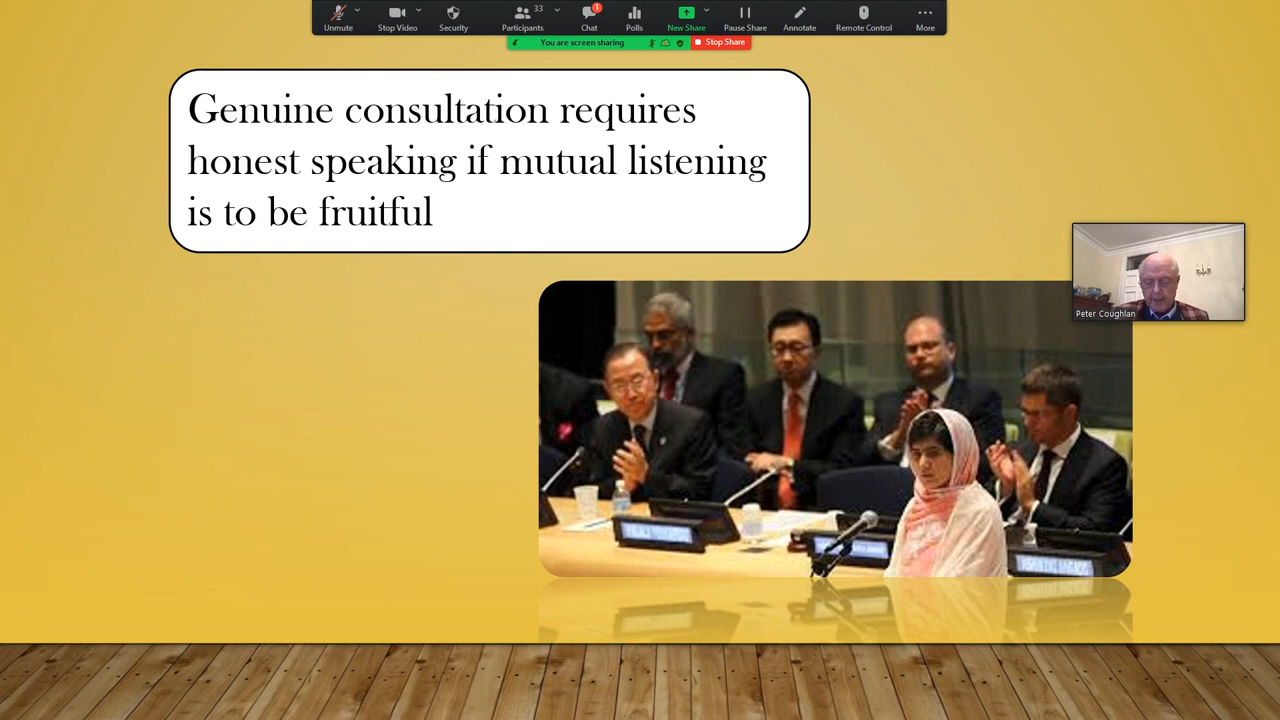 33
1
Unmute
Stop Video
Security
Participants
Chat
Polls
New Share
Pause Share
Annotate
Remote Control
More
You are screen sharing
Stop Share
Genuine consultation requires
honest speaking if mutual listening
is to be fruitful
Peter Coughlan